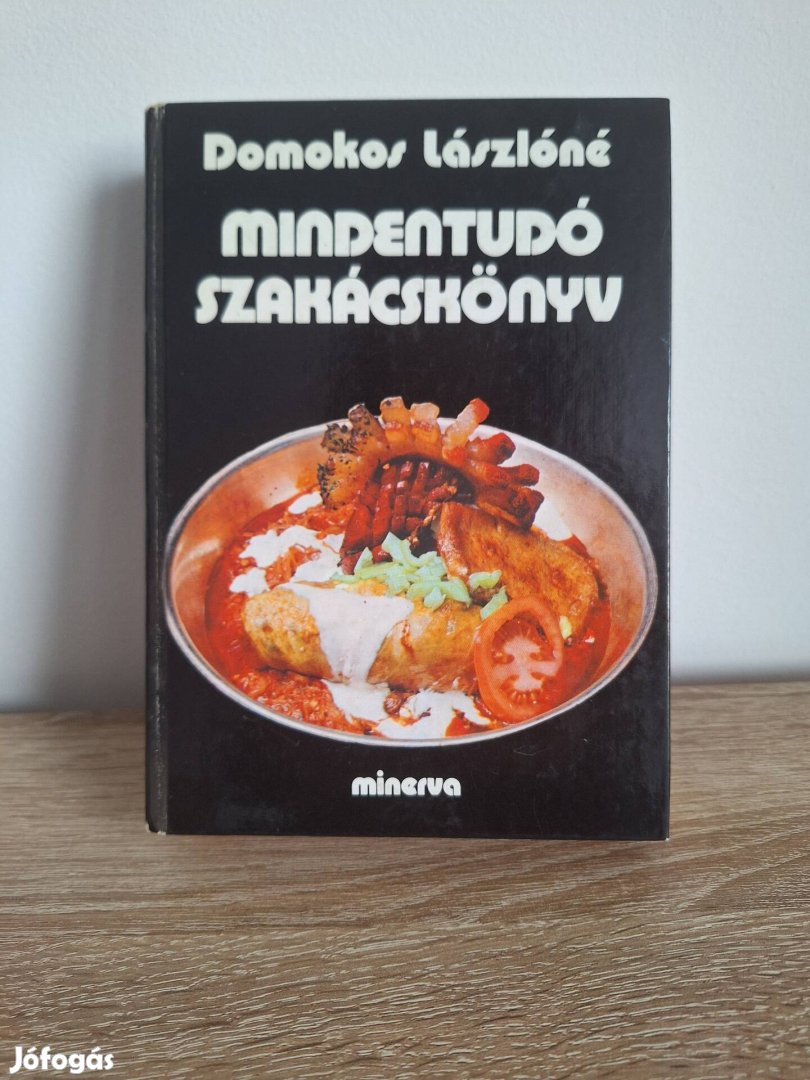 Domokos Lászlóné
MINDENTUDÓ
SZAKÁCSKÖNYV
minerva
Jófogás